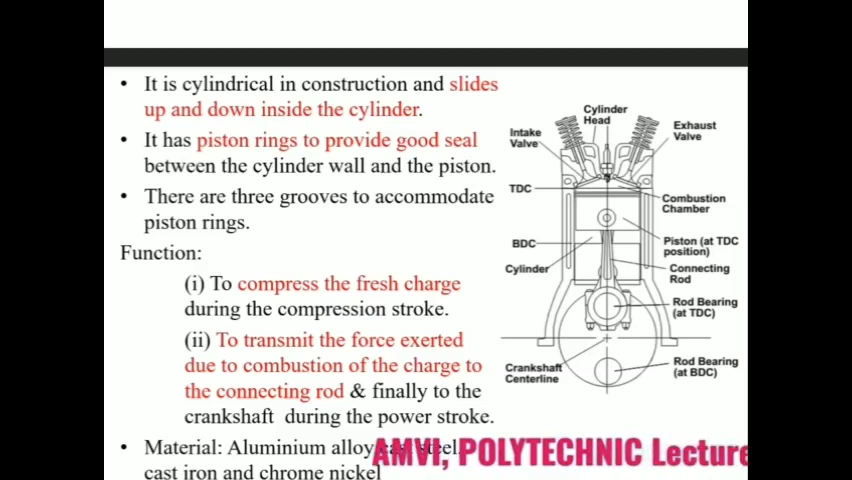 • It is cylindrical in construction and slides
up and down inside the cylinder.
• It has piston rings to provide good seal
between the cylinder wall and the piston.
• There are three grooves to accommodate
piston rings.
Function:
(i) To compress the fresh charge
during the compression stroke.
(ii) To transmit the force exerted
due to combustion of the charge to
the connecting rod & finally to the
crankshaft during the power stroke.
• Material: Aluminium alloy cast steel,
cast iron and chrome nickel
Cylinder
Head
Intake
Valve
Exhaust
Valve
TDC
Combustion
Chamber
BDC
Piston (at TDC
position)
Cylinder
Connecting
Rod
Rod Bearing
(at TDC)
Crankshaft
Centerline
Rod Bearing
(at BDC)
AMVI, POLYTECHNIC Lecture